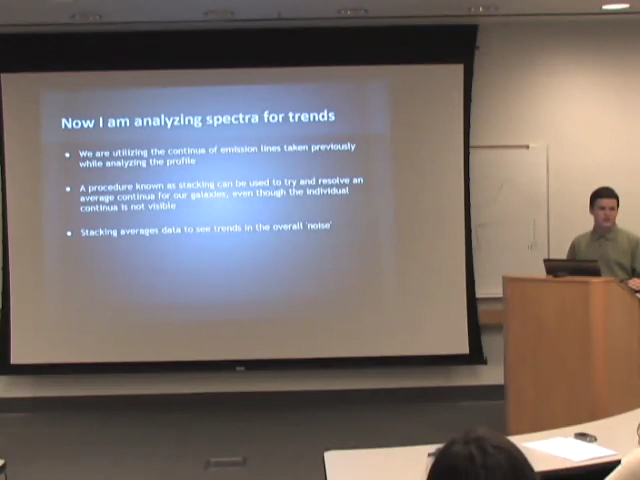 Now I am analyzing spectra for trends
• We are utilizing the continua of emission lines taken previously
while analyzing the profile
• A procedure known as stacking can be used to try and resolve an
average continua for our galaxies, even though the individual
continua is not visible
• Stacking averages data to see trends in the overall 'noise'